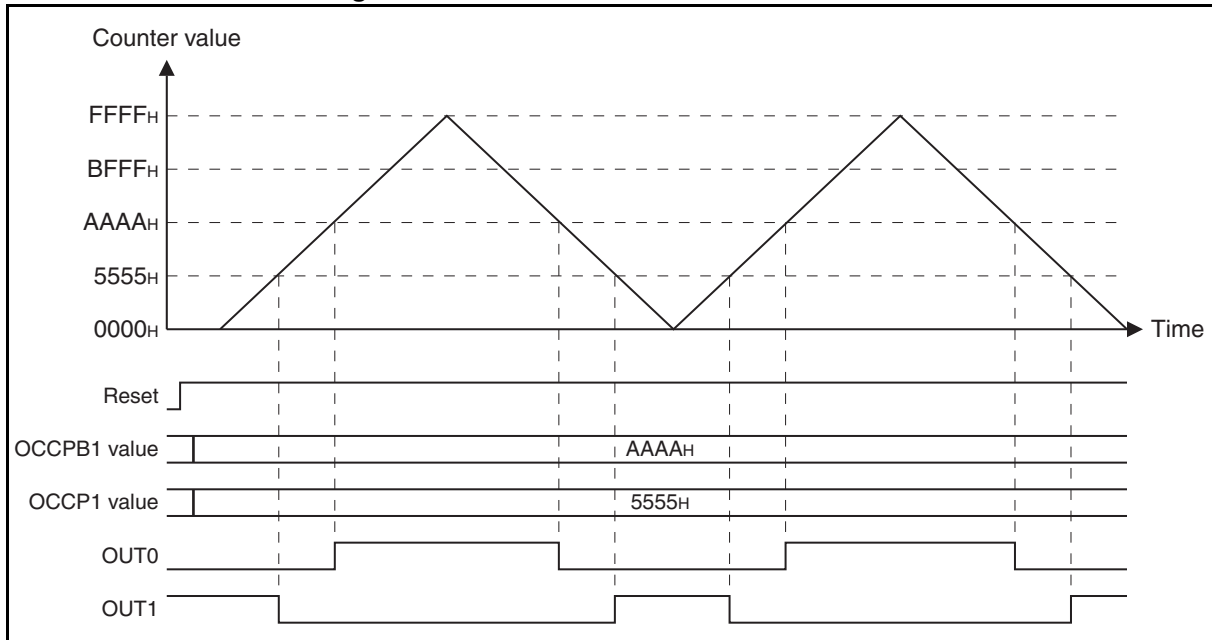 Counter value
FFFFH
BFFFH
AAAAH
5555H
0000H
Time
Reset
OCCPB1 value
AAAAH
OCCP1 value
5555H
OUT0
OUT1